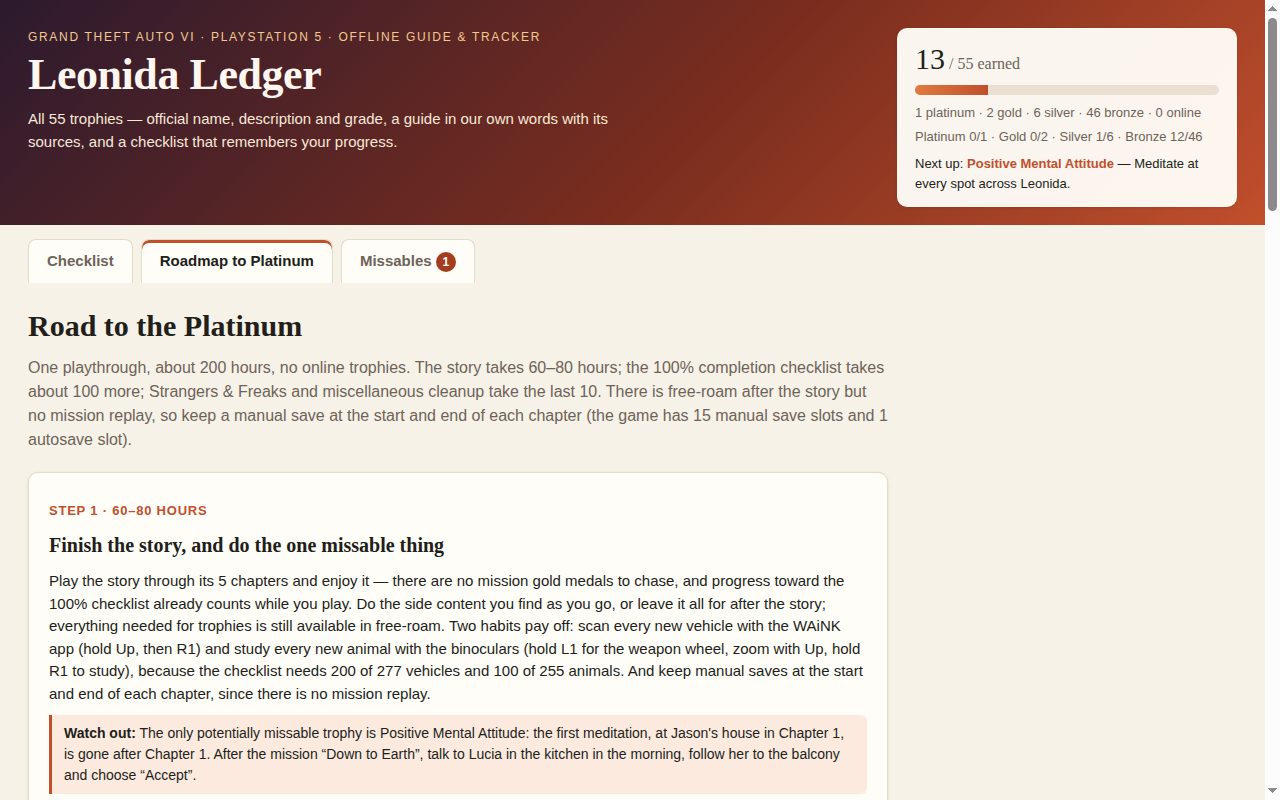 GRAND THEFT AUTO VI · PLAYSTATION 5 · OFFLINE GUIDE & TRACKER
Leonida Ledger
All 55 trophies — official name, description and grade, a guide in our own words with its
sources, and a checklist that remembers your progress.
13 / 55 earned
1 platinum · 2 gold · 6 silver · 46 bronze · 0 online
Platinum 0/1 · Gold 0/2 · Silver 1/6 · Bronze 12/46
Next up: Positive Mental Attitude — Meditate at
every spot across Leonida.
Checklist
Roadmap to Platinum
Missables 1
Road to the Platinum
One playthrough, about 200 hours, no online trophies. The story takes 60–80 hours; the 100% completion checklist takes
about 100 more; Strangers & Freaks and miscellaneous cleanup take the last 10. There is free-roam after the story but
no mission replay, so keep a manual save at the start and end of each chapter (the game has 15 manual save slots and 1
autosave slot).
STEP 1 · 60–80 HOURS
Finish the story, and do the one missable thing
Play the story through its 5 chapters and enjoy it — there are no mission gold medals to chase, and progress toward the
100% checklist already counts while you play. Do the side content you find as you go, or leave it all for after the story;
everything needed for trophies is still available in free-roam. Two habits pay off: scan every new vehicle with the WAiNK
app (hold Up, then R1) and study every new animal with the binoculars (hold L1 for the weapon wheel, zoom with Up, hold
R1 to study), because the checklist needs 200 of 277 vehicles and 100 of 255 animals. And keep manual saves at the start
and end of each chapter, since there is no mission replay.
Watch out: The only potentially missable trophy is Positive Mental Attitude: the first meditation, at Jason's house in Chapter 1,
is gone after Chapter 1. After the mission “Down to Earth”, talk to Lucia in the kitchen in the morning, follow her to the balcony
and choose “Accept”.